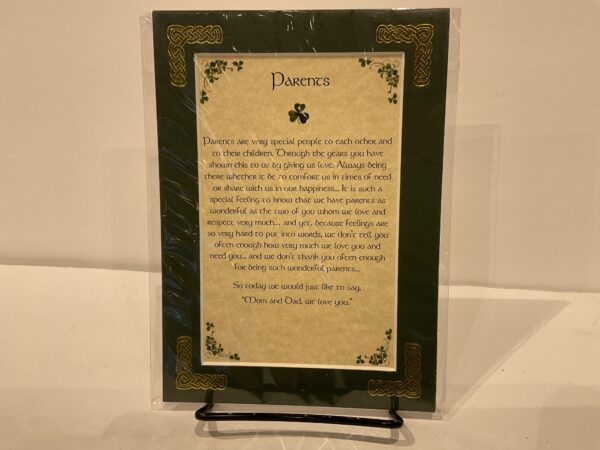 Parents
Parents are very special people to each other and
to their children. Through the years you have
shown this to us by giving us love. Always being
there whether it be to comfort us in times of need
or share with us in our happiness... It is such a
special feeling to know that we have parents as
wonderful as the two of you whom we love and
respect very much... and yet, because feelings are
so very hard to put into words, we don't tell you
often enough how very much we love you and
need you... and we don't thank you often enough
for being such wonderful parents...
So today we would just like to say,
"Mom and Dad, we love you."